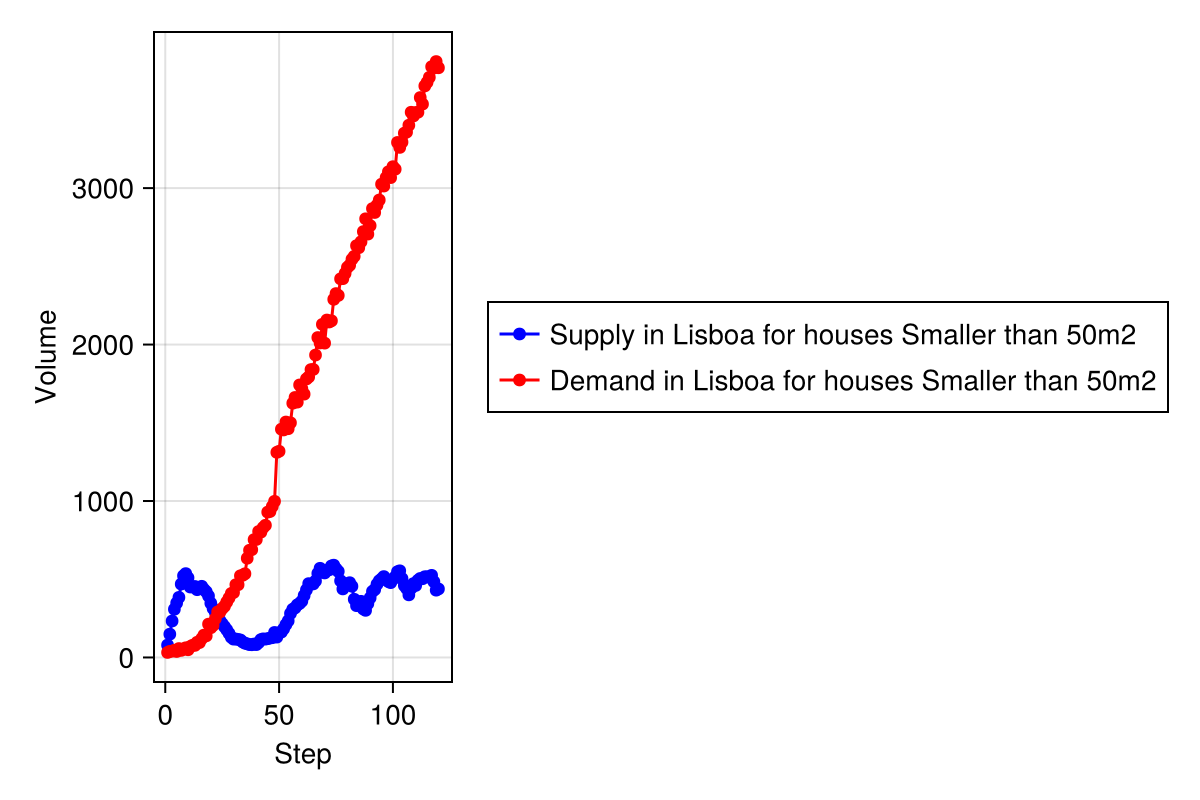 3000
2000
1000
0
Volume
0 50 100
Step
Supply in Lisboa for houses Smaller than 50m2
Demand in Lisboa for houses Smaller than 50m2